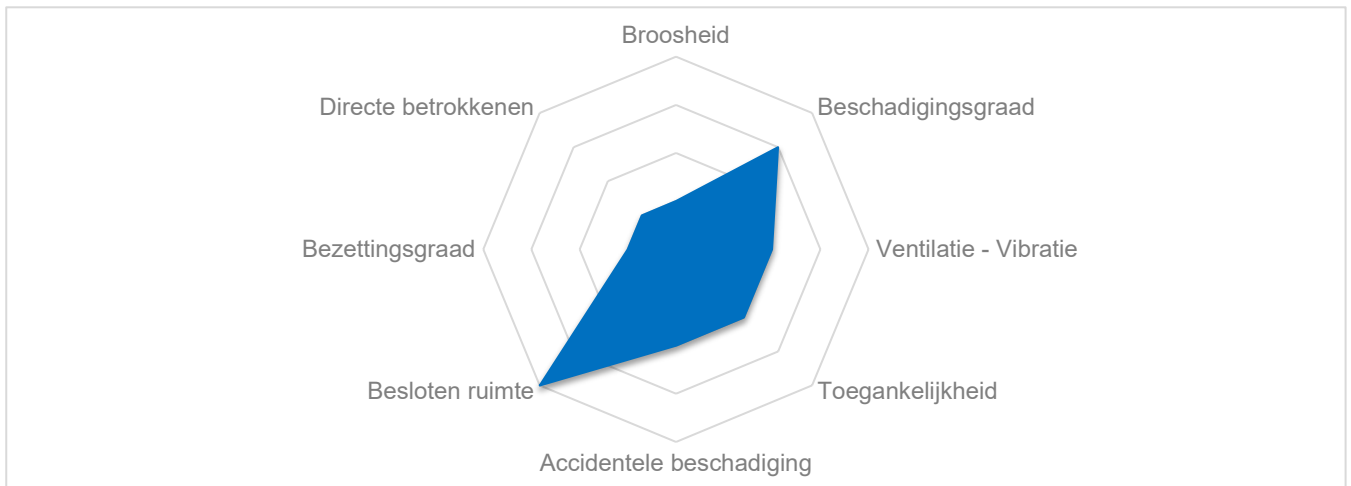 Broosheid
Directe betrokkenen
Beschadigingsgraad
Bezettingsgraad
Ventilatie - Vibratie
Besloten ruimte
Toegankelijkheid
Accidentele beschadiging